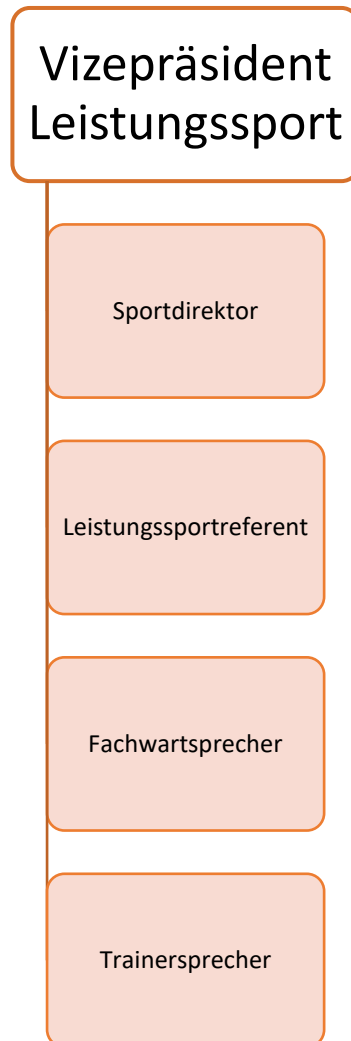 Vizepräsident
Leistungssport
Sportdirektor
Leistungssportreferent
Fachwartsprecher
Trainersprecher